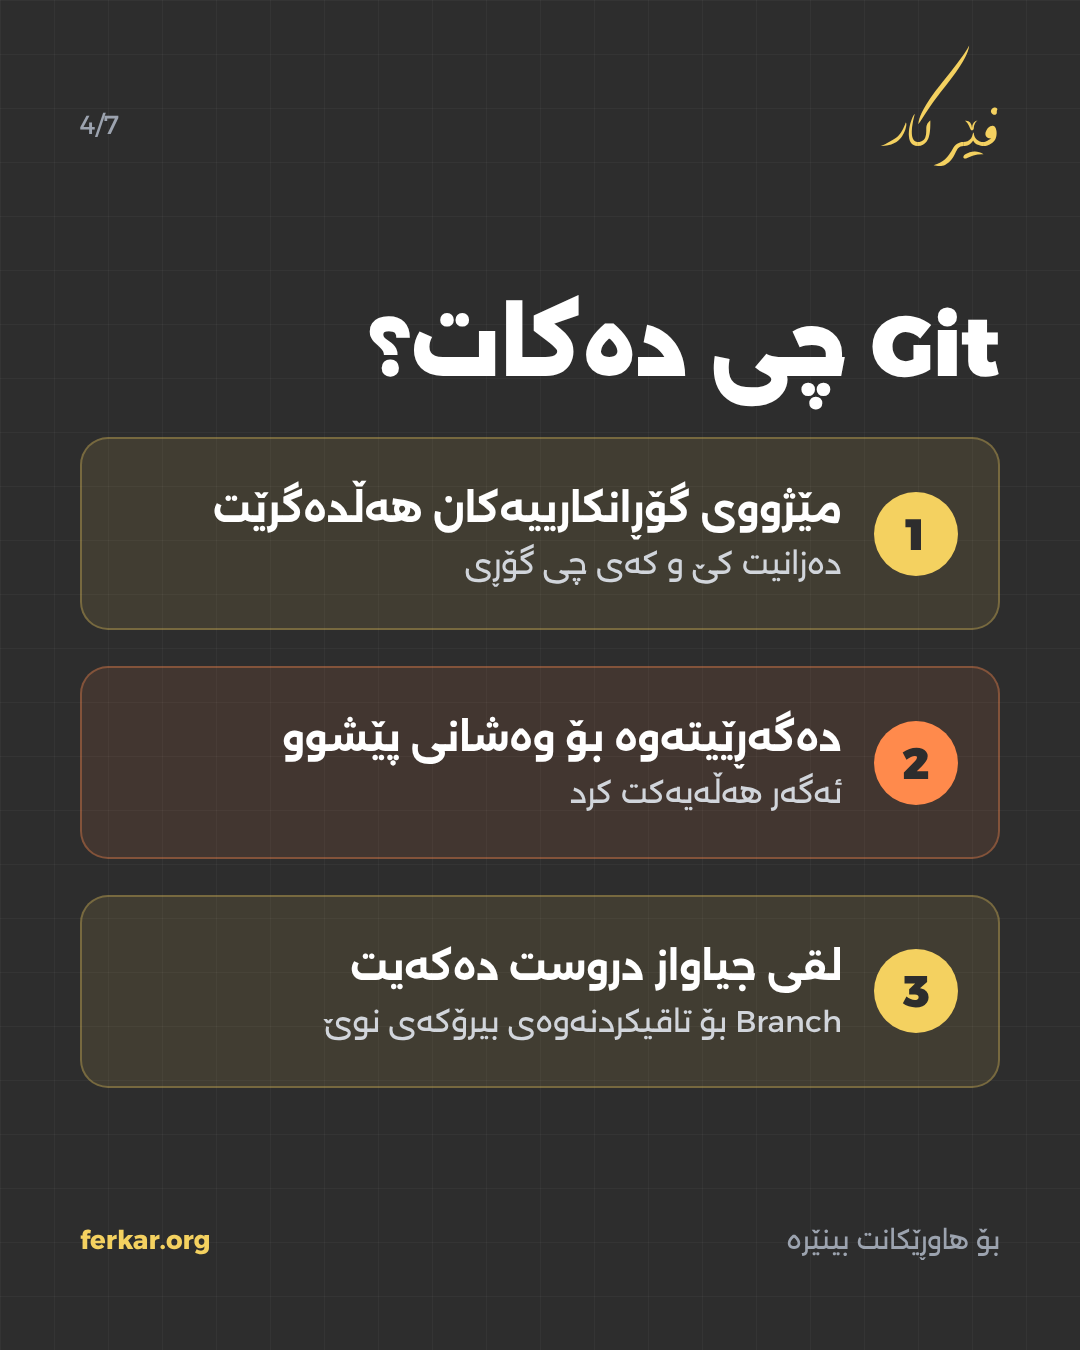 فێرکار
4/7
Git چی دەکات؟
1
مێژووی گۆڕانکارییەکان هەڵدەگرێت
دەزانیت کێ و کەی چی گۆڕی
2
دەگەڕێیتەوە بۆ وەشانی پێشوو
ئەگەر هەڵەیەکت کرد
3
لقی جیاواز دروست دەکەیت
Branch بۆ تاقیکردنەوەی بیرۆکەی نوێ
بۆ هاوڕێکانت بینێرە
ferkar.org